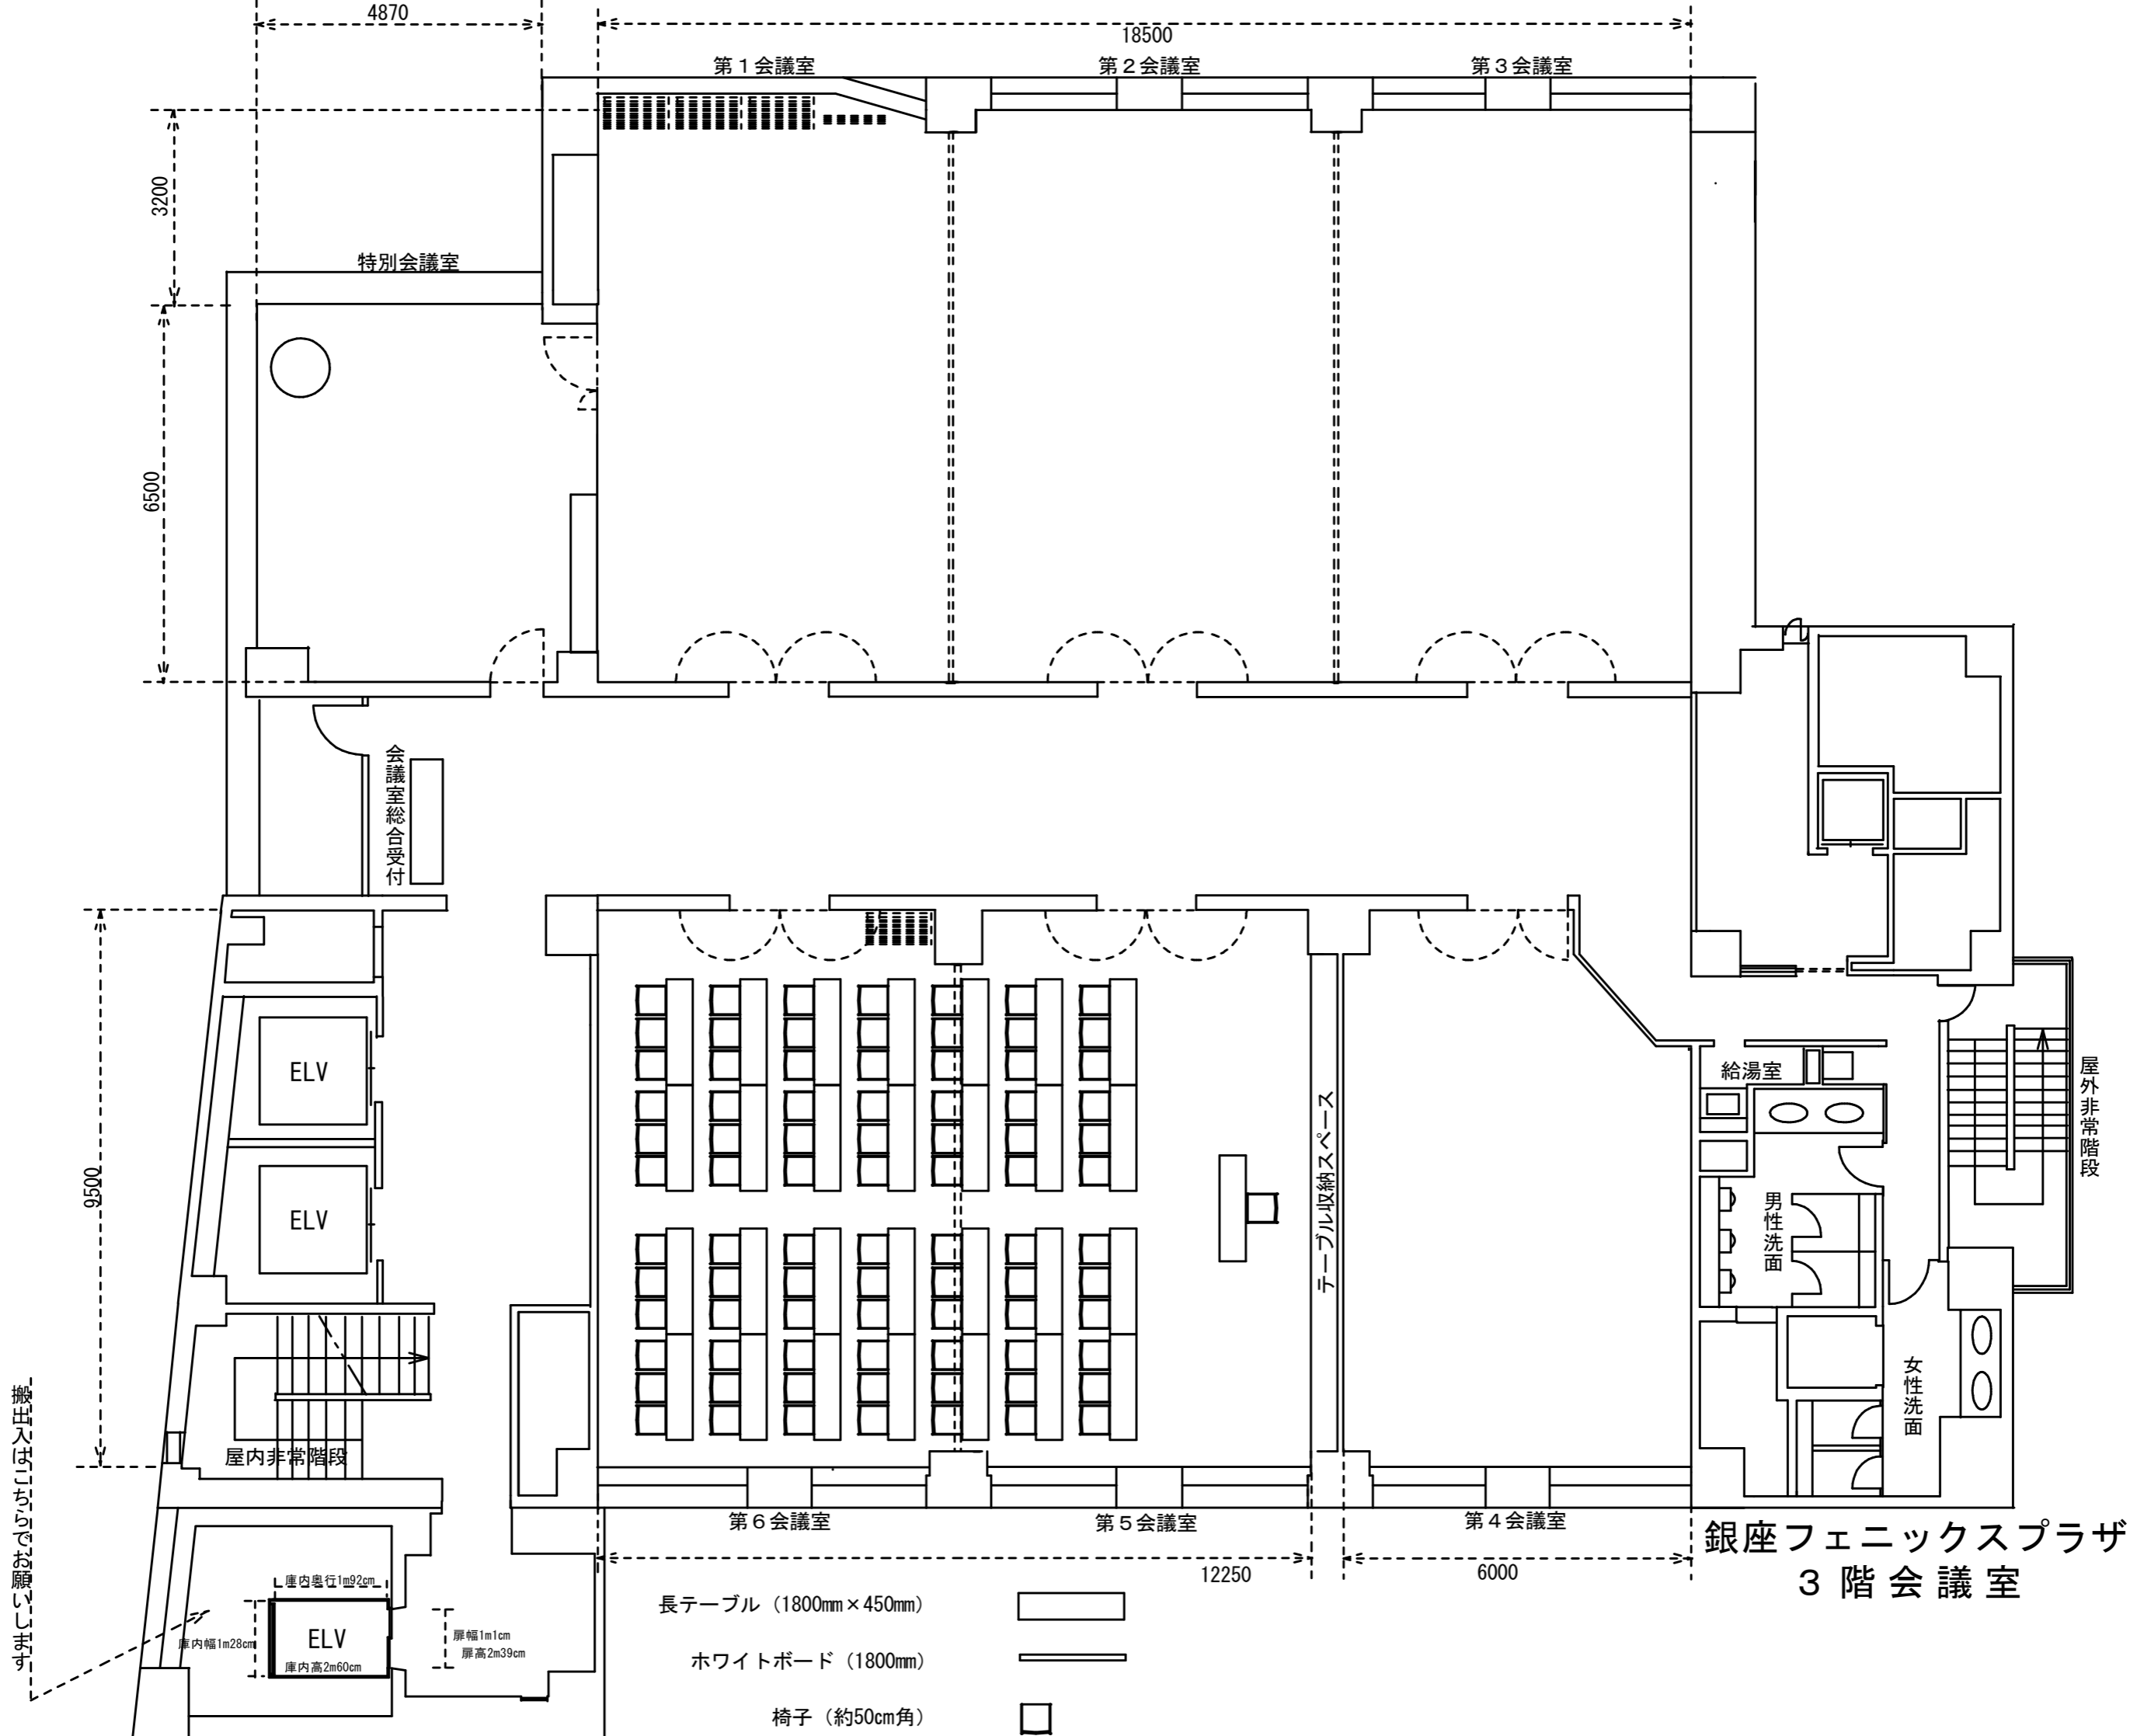 4870
18500
第１会議室
第２会議室
第３会議室
3200
特別会議室
6500
会議室総合受付
9500
ELV
ELV
テーブル収納スペース
給湯室
屋外非常階段
男性洗面
女性洗面
屋内非常階段
搬出入はこちらでお願いします
第６会議室
第５会議室
第４会議室
12250
6000
銀座フェニックスプラザ
３階会議室
庫内奥行1m92cm
庫内幅1m28cm
ELV
庫内高2m60cm
扉幅1m1cm
扉高2m39cm
長テーブル（1800mm×450mm）
ホワイトボード（1800mm）
椅子（約50cm角）